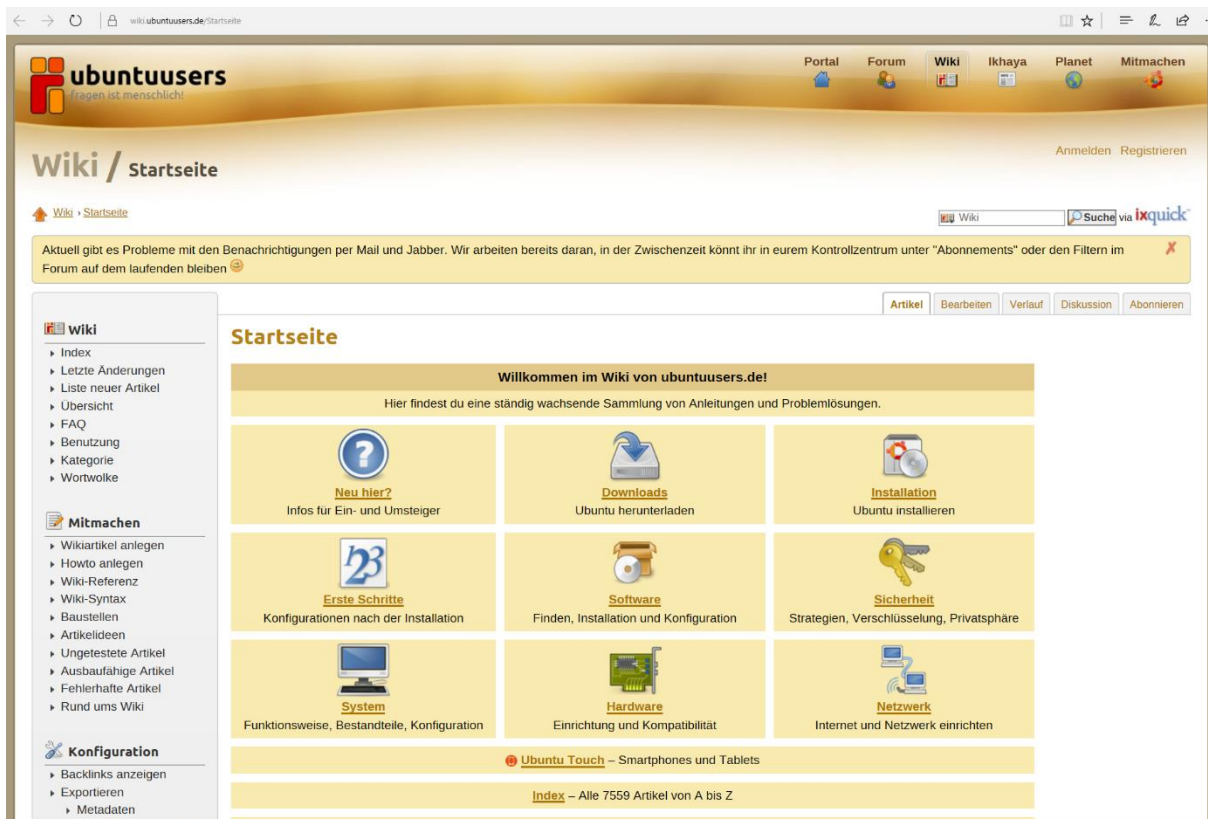 wiki.ubuntuusers.de/Startseite
ubuntuusers
fragen ist menschlich!
Portal Forum Wiki Ikhaya Planet Mitmachen
Anmelden Registrieren
Wiki / Startseite
Wiki › Startseite
Wiki Suche via ixquick
Aktuell gibt es Probleme mit den Benachrichtigungen per Mail und Jabber. Wir arbeiten bereits daran, in der Zwischenzeit könnt ihr in eurem Kontrollzentrum unter "Abonnements" oder den Filtern im
Forum auf dem laufenden bleiben
Artikel Bearbeiten Verlauf Diskussion Abonnieren
Wiki
Index
Letzte Änderungen
Liste neuer Artikel
Übersicht
FAQ
Benutzung
Kategorie
Wortwolke
Mitmachen
Wikiartikel anlegen
Howto anlegen
Wiki-Referenz
Wiki-Syntax
Baustellen
Artikelideen
Ungetestete Artikel
Ausbaufähige Artikel
Fehlerhafte Artikel
Rund ums Wiki
Konfiguration
Backlinks anzeigen
Exportieren
Metadaten
Startseite
Willkommen im Wiki von ubuntuusers.de!
Hier findest du eine ständig wachsende Sammlung von Anleitungen und Problemlösungen.
Neu hier?
Infos für Ein- und Umsteiger
Downloads
Ubuntu herunterladen
Installation
Ubuntu installieren
123
Erste Schritte
Konfigurationen nach der Installation
Software
Finden, Installation und Konfiguration
Sicherheit
Strategien, Verschlüsselung, Privatsphäre
System
Funktionsweise, Bestandteile, Konfiguration
Hardware
Einrichtung und Kompatibilität
Netzwerk
Internet und Netzwerk einrichten
Ubuntu Touch – Smartphones und Tablets
Index – Alle 7559 Artikel von A bis Z